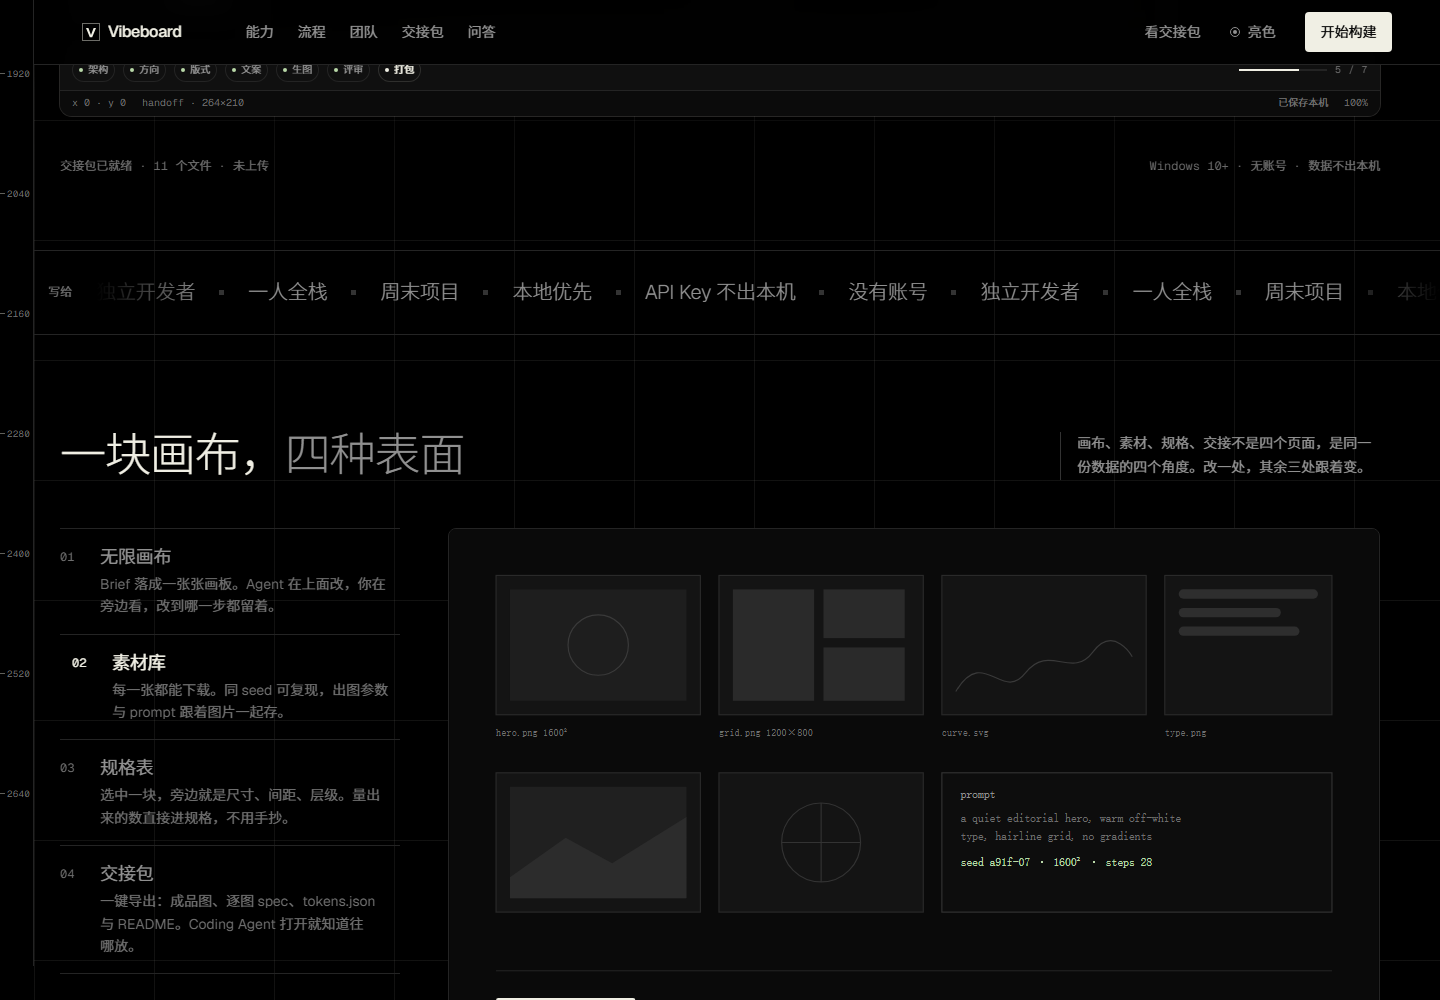 V Vibeboard 能力 流程 团队 交接包 问答 看交接包 亮色 开始构建
架构 方向 版式 文案 生图 评审 打包 5 / 7
x 0 · y 0 handoff · 264×210 已保存本机 100%
交接包已就绪 · 11 个文件 · 未上传 Windows 10+ · 无账号 · 数据不出本机
写给 独立开发者 一人全栈 周末项目 本地优先 API Key 不出本机 没有账号 独立开发者 一人全栈 周末项目 本地
一块画布，四种表面
画布、素材、规格、交接不是四个页面，是同一
份数据的四个角度。改一处，其余三处跟着变。
01 无限画布
Brief 落成一张张画板。Agent 在上面改，你在
旁边看，改到哪一步都留着。
02 素材库
每一张都能下载。同 seed 可复现，出图参数
与 prompt 跟着图片一起存。
03 规格表
选中一块，旁边就是尺寸、间距、层级。量出
来的数直接进规格，不用手抄。
04 交接包
一键导出：成品图、逐图 spec、tokens.json
与 README。Coding Agent 打开就知道往
哪放。
hero.png 1600² grid.png 1200×800 curve.svg type.png
prompt
a quiet editorial hero, warm off-white
type, hairline grid, no gradients
seed a91f-07 · 1600² · steps 28
1920
2040
2160
2280
2400
2520
2640